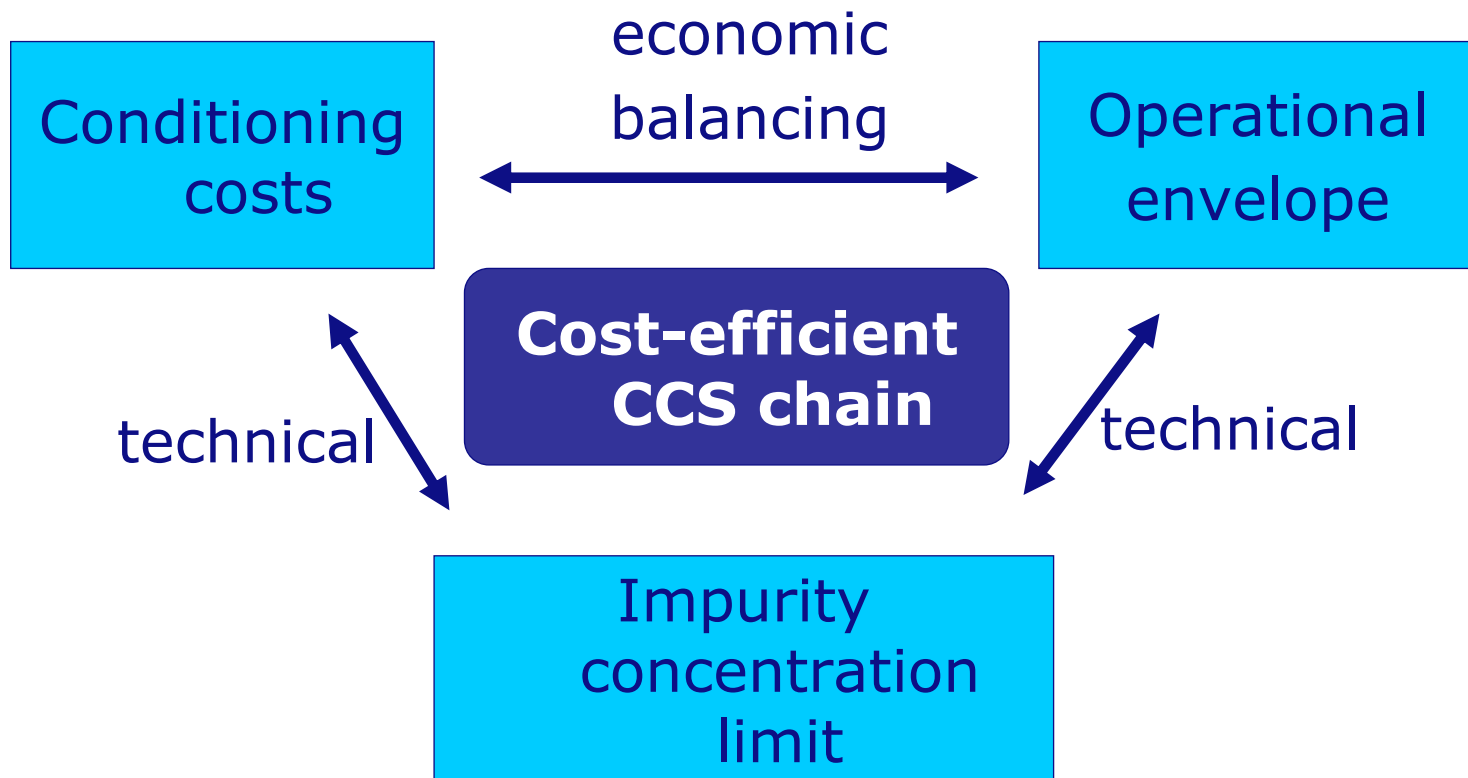 economic
balancing
Conditioning
costs
Operational
envelope
Cost-efficient
CCS chain
technical
technical
Impurity
concentration
limit